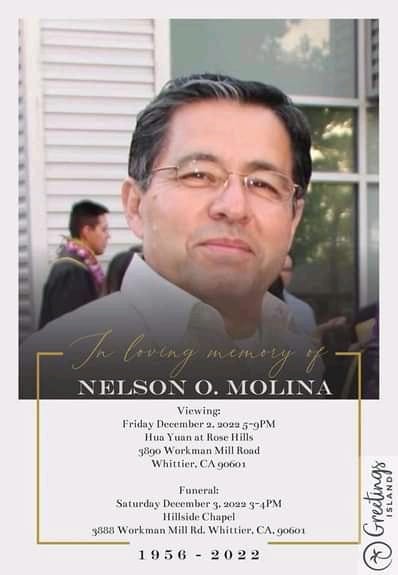 In loving memory of
NELSON O. MOLINA
Viewing:
Friday December 2, 2022 5-9PM
Hua Yuan at Rose Hills
3890 Workman Mill Road
Whittier, CA 90601
Funeral:
Saturday December 3, 2022 3-4PM
Hillside Chapel
3888 Workman Mill Rd. Whittier, CA, 90601
1956 - 2022
Greetings
ISLAND